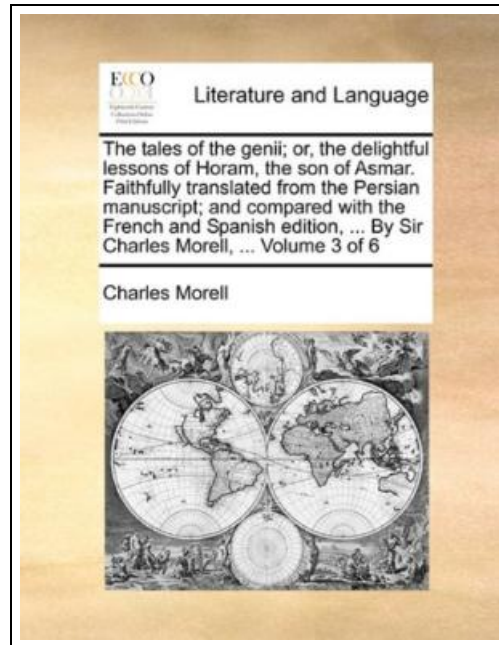 ECCO
Literature and Language
The tales of the genii; or, the delightful
lessons of Horam, the son of Asmar.
Faithfully translated from the Persian
manuscript; and compared with the
French and Spanish edition, ... By Sir
Charles Morell, ... Volume 3 of 6
Charles Morell